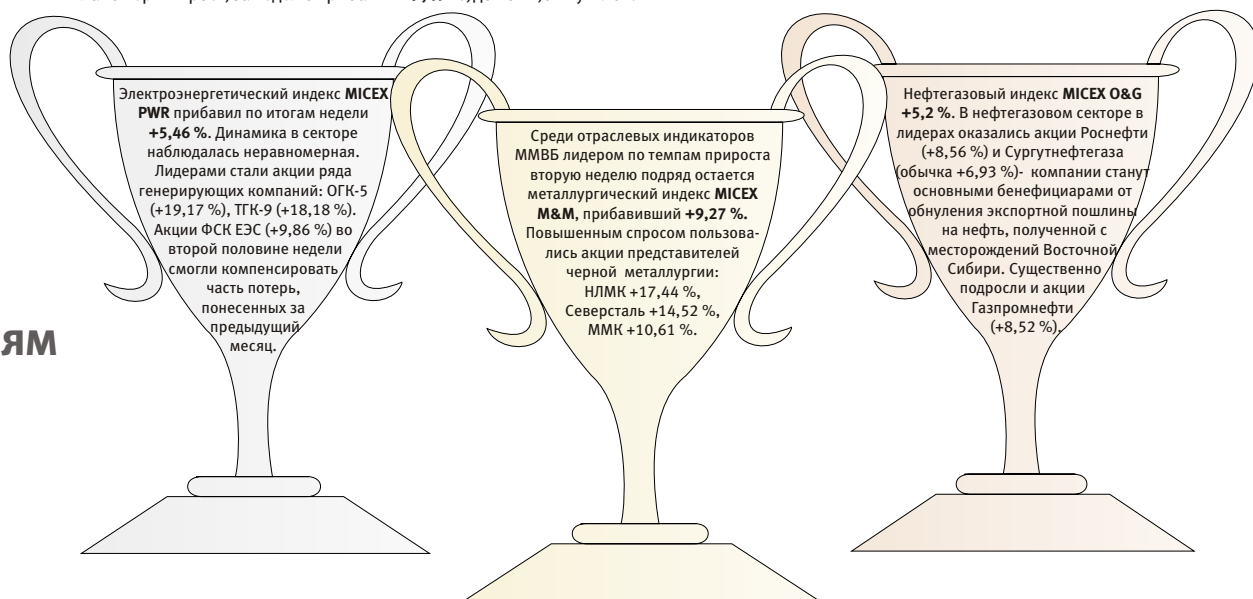 Электроэнергетический индекс MICEX
PWR прибавил по итогам недели
+5,46 %. Динамика в секторе
наблюдалась неравномерная.
Лидерами стали акции ряда
генерирующих компаний: ОГК-5
(+19,17 %), ТГК-9 (+18,18 %).
Акции ФСК ЕЭС (+9,86 %) во
второй половине недели
смогли компенсировать
часть потерь,
понесенных за
предыдущий
месяц.
Среди отраслевых индикаторов
ММВБ лидером по темпам прироста
вторую неделю подряд остается
металлургический индекс MICEX
M&M, прибавивший +9,27 %.
Повышенным спросом пользова-
лись акции представителей
черной металлургии:
НЛМК +17,44 %,
Северсталь +14,52 %,
ММК +10,61 %.
Нефтегазовый индекс MICEX O&G
+5,2 %. В нефтегазовом секторе в
лидерах оказались акции Роснефти
(+8,56 %) и Сургутнефтегаза
(обычка +6,93 %)- компании станут
основными бенефициарами от
обнуления экспортной пошлины
на нефть, полученной с
месторождений Восточной
Сибири. Существенно
подросли и акции
Газпромнефти
(+8,52 %).
ЯМ